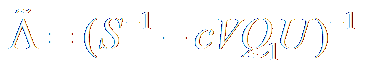 Λ̃ := (S⁻¹ − cVQ₁U)⁻¹